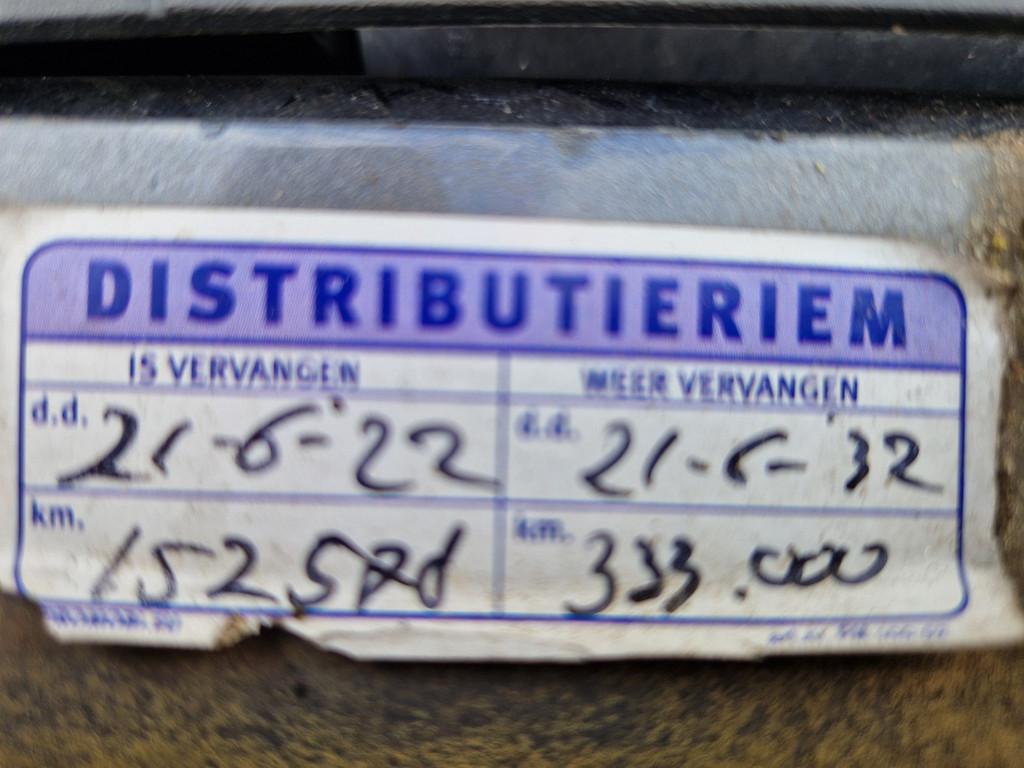 DISTRIBUTIERIEM
IS VERVANGEN
WEER VERVANGEN
d.d. 21-6-'22
d.d. 21-6-'32
km.
km. 333.000